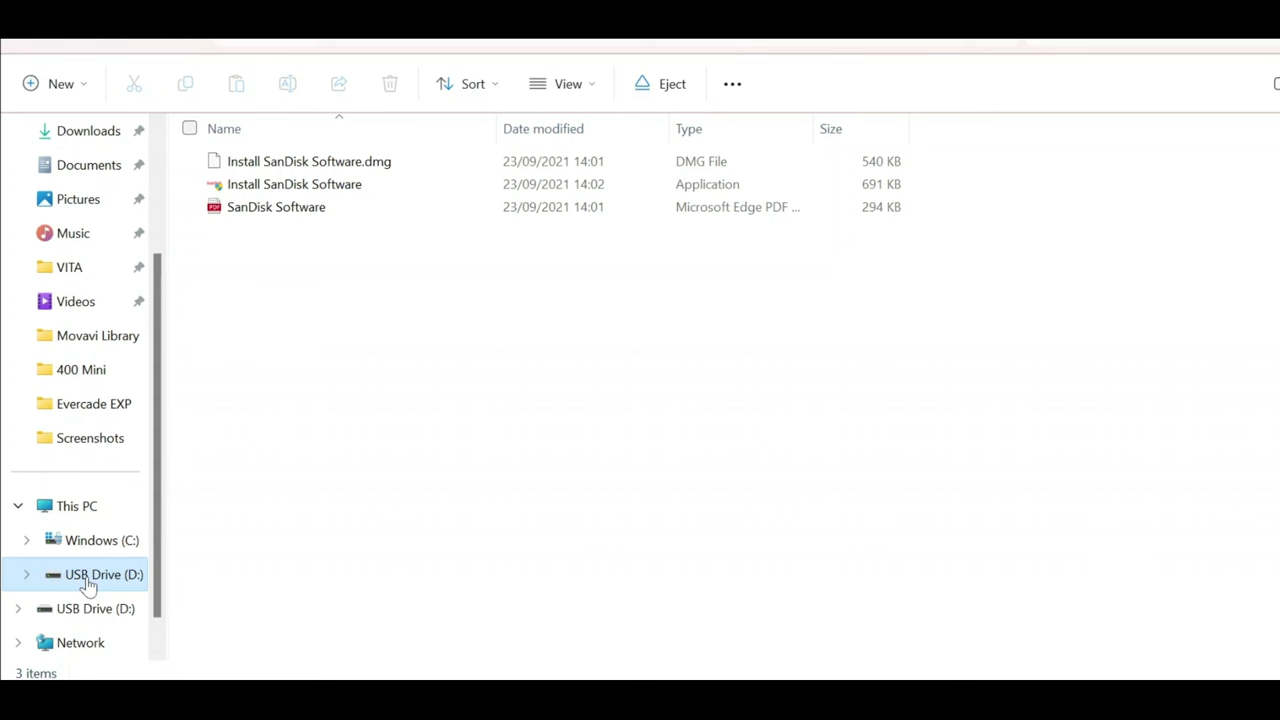 New
Sort
View
Eject
Downloads
Documents
Pictures
Music
VITA
Videos
Movavi Library
400 Mini
Evercade EXP
Screenshots
This PC
Windows (C:)
USB Drive (D:)
USB Drive (D:)
Network
Name Date modified Type Size
Install SanDisk Software.dmg 23/09/2021 14:01 DMG File 540 KB
Install SanDisk Software 23/09/2021 14:02 Application 691 KB
SanDisk Software 23/09/2021 14:01 Microsoft Edge PDF ... 294 KB
3 items